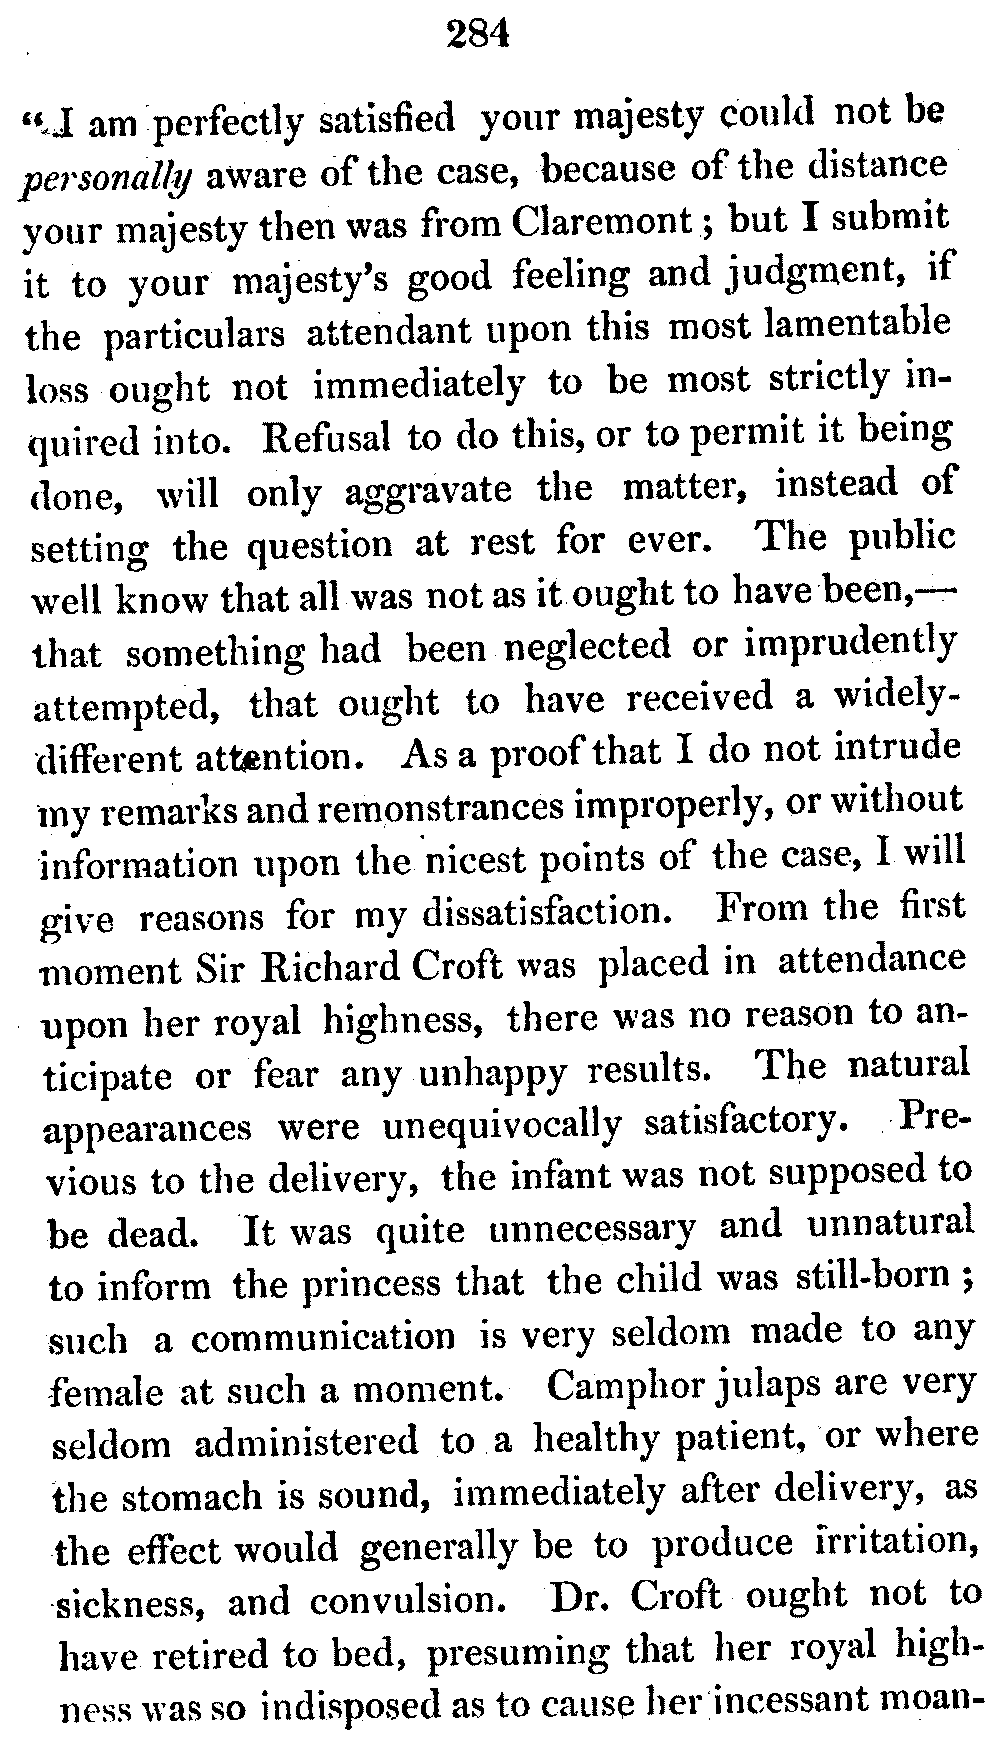 284
“I am perfectly satisfied your majesty could not be
personally aware of the case, because of the distance
your majesty then was from Claremont ; but I submit
it to your majesty’s good feeling and judgment, if
the particulars attendant upon this most lamentable
loss ought not immediately to be most strictly in-
quired into. Refusal to do this, or to permit it being
done, will only aggravate the matter, instead of
setting the question at rest for ever. The public
well know that all was not as it ought to have been,—
that something had been neglected or imprudently
attempted, that ought to have received a widely-
different attention. As a proof that I do not intrude
my remarks and remonstrances improperly, or without
information upon the nicest points of the case, I will
give reasons for my dissatisfaction. From the first
moment Sir Richard Croft was placed in attendance
upon her royal highness, there was no reason to an-
ticipate or fear any unhappy results. The natural
appearances were unequivocally satisfactory. Pre-
vious to the delivery, the infant was not supposed to
be dead. It was quite unnecessary and unnatural
to inform the princess that the child was still-born ;
such a communication is very seldom made to any
female at such a moment. Camphor julaps are very
seldom administered to a healthy patient, or where
the stomach is sound, immediately after delivery, as
the effect would generally be to produce irritation,
sickness, and convulsion. Dr. Croft ought not to
have retired to bed, presuming that her royal high-
ness was so indisposed as to cause her incessant moan-